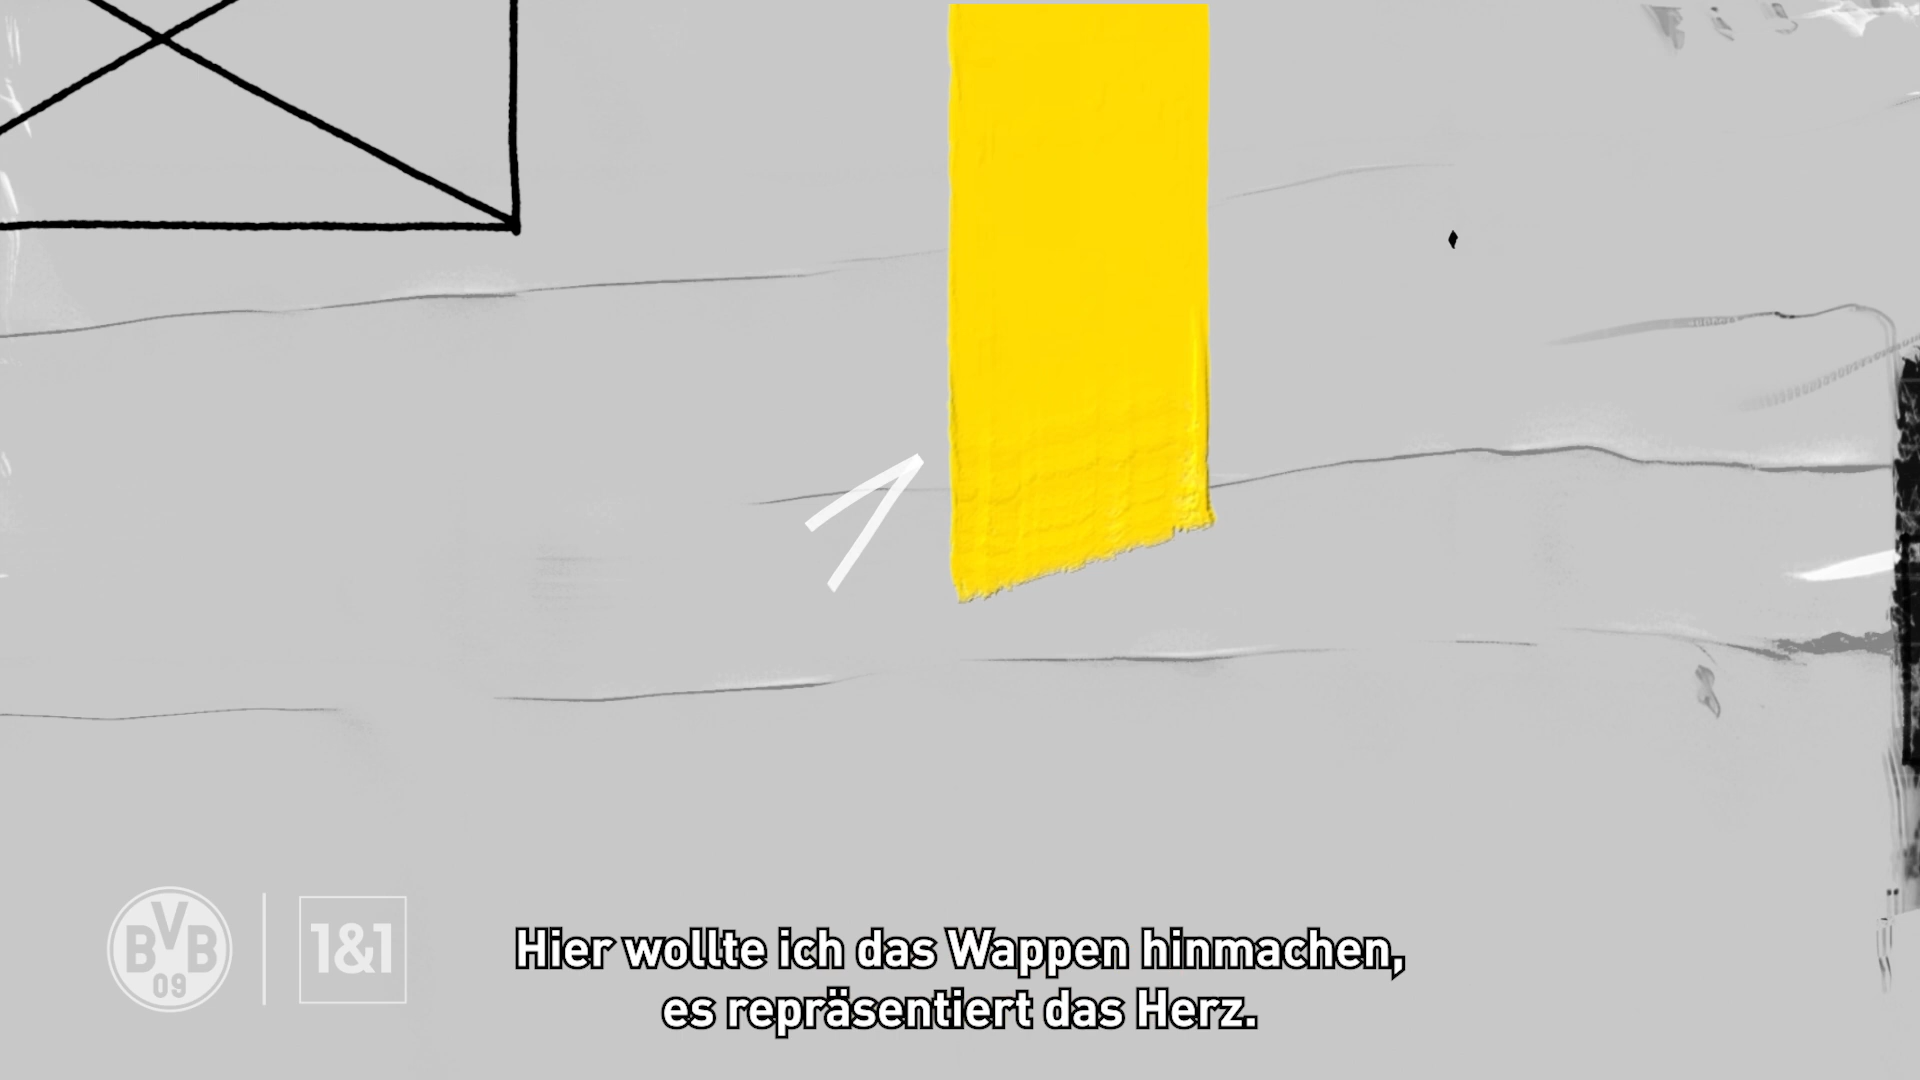 BVB
09
1&1
Hier wollte ich das Wappen hinmachen,
es repräsentiert das Herz.